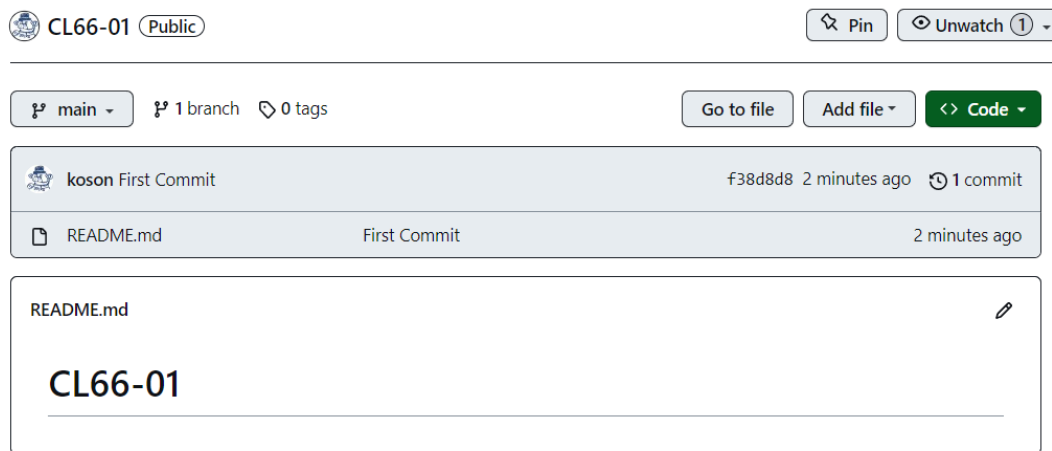 CL66-01 Public Pin Unwatch 1
main 1 branch 0 tags Go to file Add file <> Code
koson First Commit f38d8d8 2 minutes ago 1 commit
README.md First Commit 2 minutes ago
README.md
CL66-01